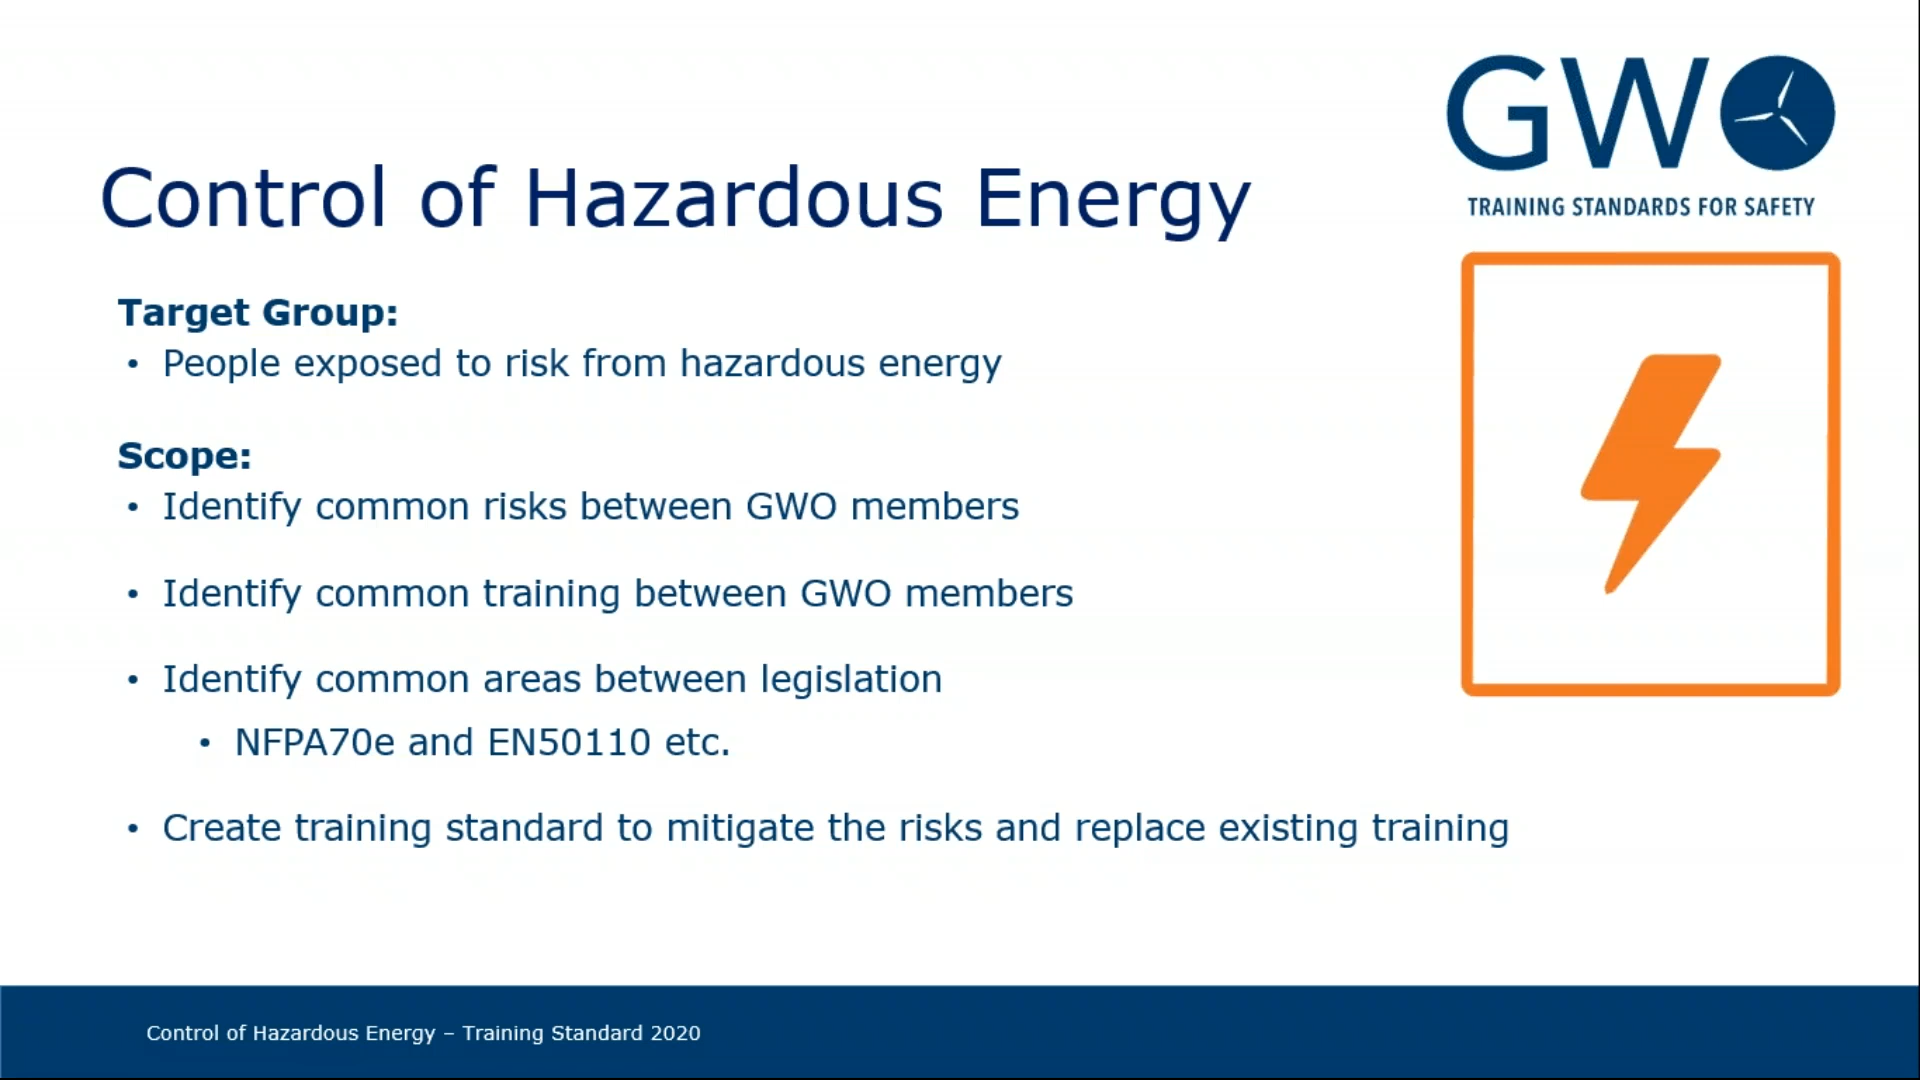 GWO
TRAINING STANDARDS FOR SAFETY
Control of Hazardous Energy
Target Group:
• People exposed to risk from hazardous energy
Scope:
• Identify common risks between GWO members
• Identify common training between GWO members
• Identify common areas between legislation
• NFPA70e and EN50110 etc.
• Create training standard to mitigate the risks and replace existing training
Control of Hazardous Energy – Training Standard 2020